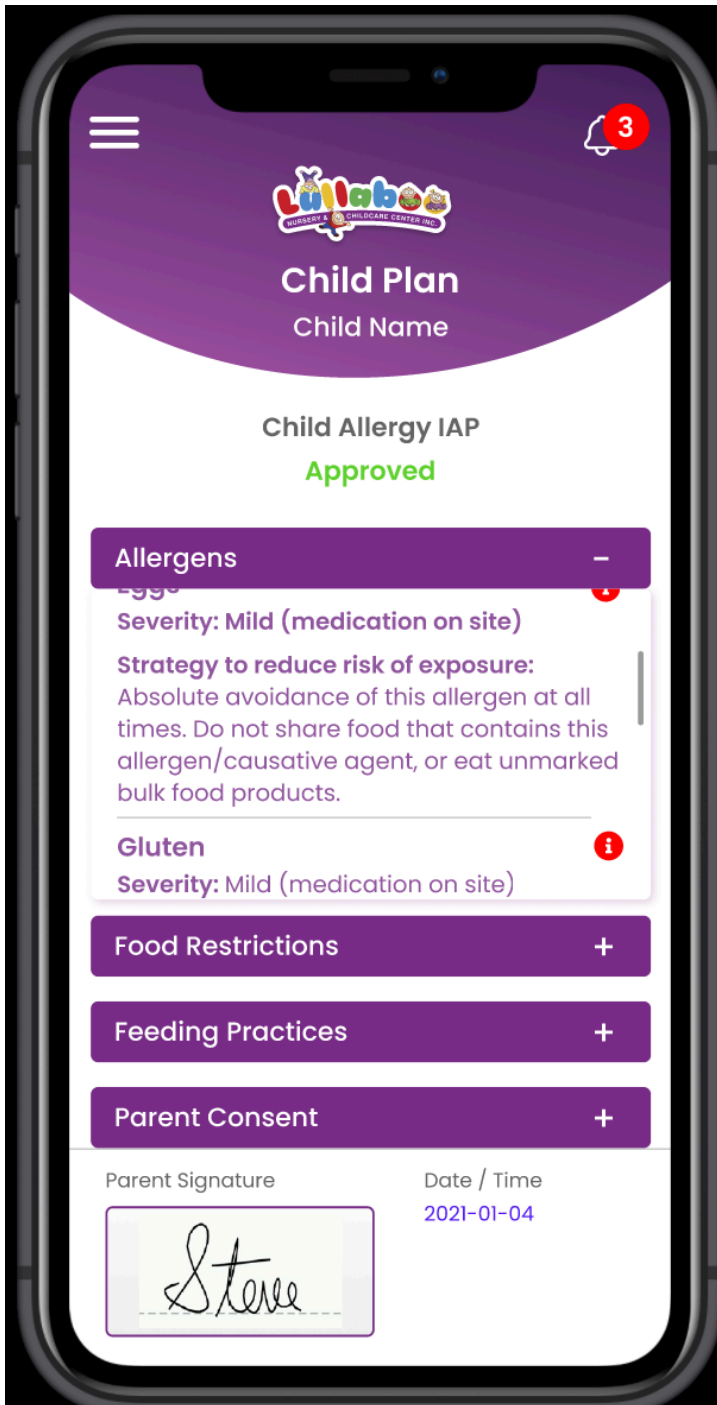 3
Lullaboo
NURSERY & CHILDCARE CENTER INC.
Child Plan
Child Name
Child Allergy IAP
Approved
Allergens −
Eggs
Severity: Mild (medication on site)
Strategy to reduce risk of exposure:
Absolute avoidance of this allergen at all
times. Do not share food that contains this
allergen/causative agent, or eat unmarked
bulk food products.
Gluten
Severity: Mild (medication on site)
Food Restrictions +
Feeding Practices +
Parent Consent +
Parent Signature
Date / Time
2021-01-04
Steve